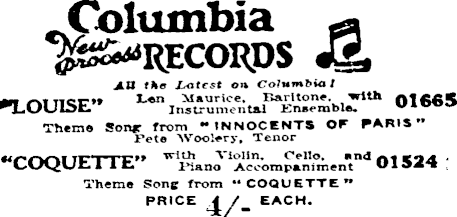 Columbia
New process RECORDS
All the Latest on Columbia!
"LOUISE" Len Maurice, Baritone, with Instrumental Ensemble. 01665
Theme Song from "INNOCENTS OF PARIS"
Pete Woolery, Tenor
"COQUETTE" with Violin, Cello, and Piano Accompaniment 01524
Theme Song from "COQUETTE"
PRICE 4/- EACH.